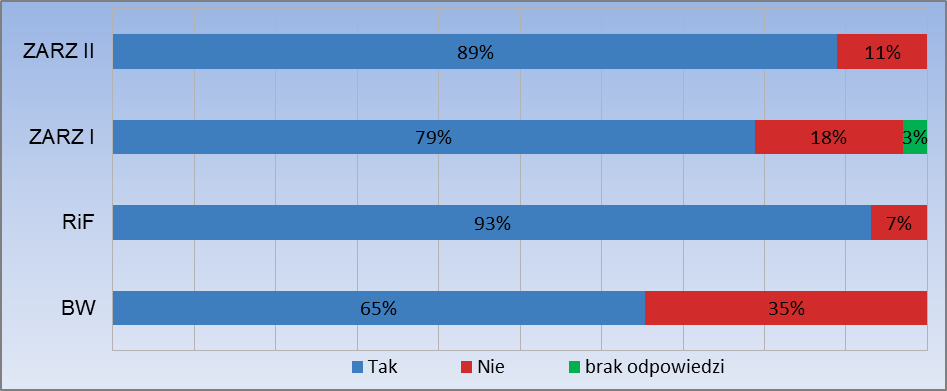 ZARZ II 89% 11%
ZARZ I 79% 18% 3%
RiF 93% 7%
BW 65% 35%
Tak Nie brak odpowiedzi